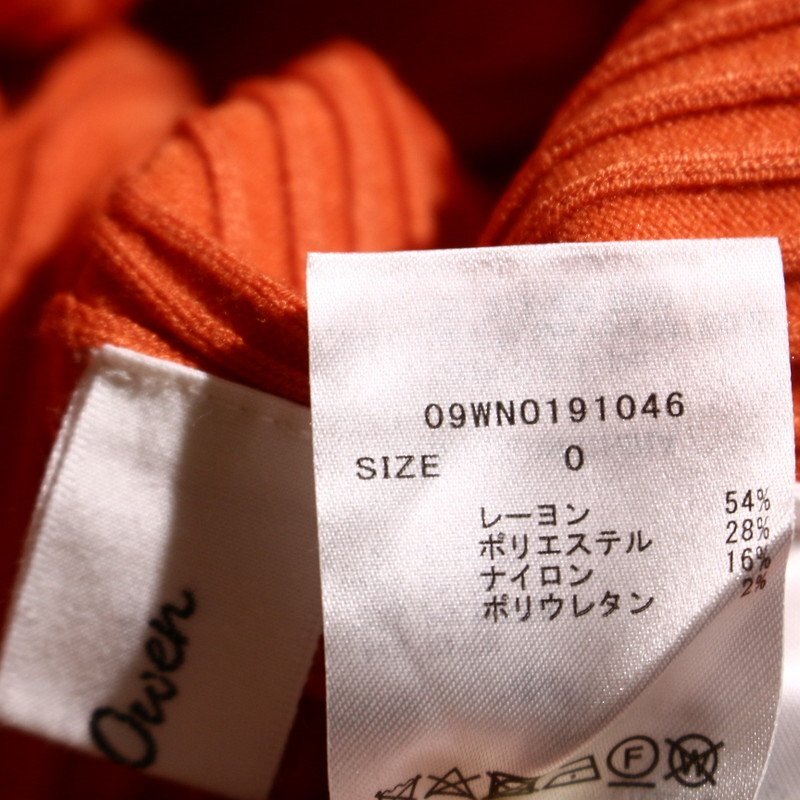 09WNO191046
SIZE 0
レーヨン 54%
ポリエステル 28%
ナイロン 16%
ポリウレタン 2%
F W
Owen